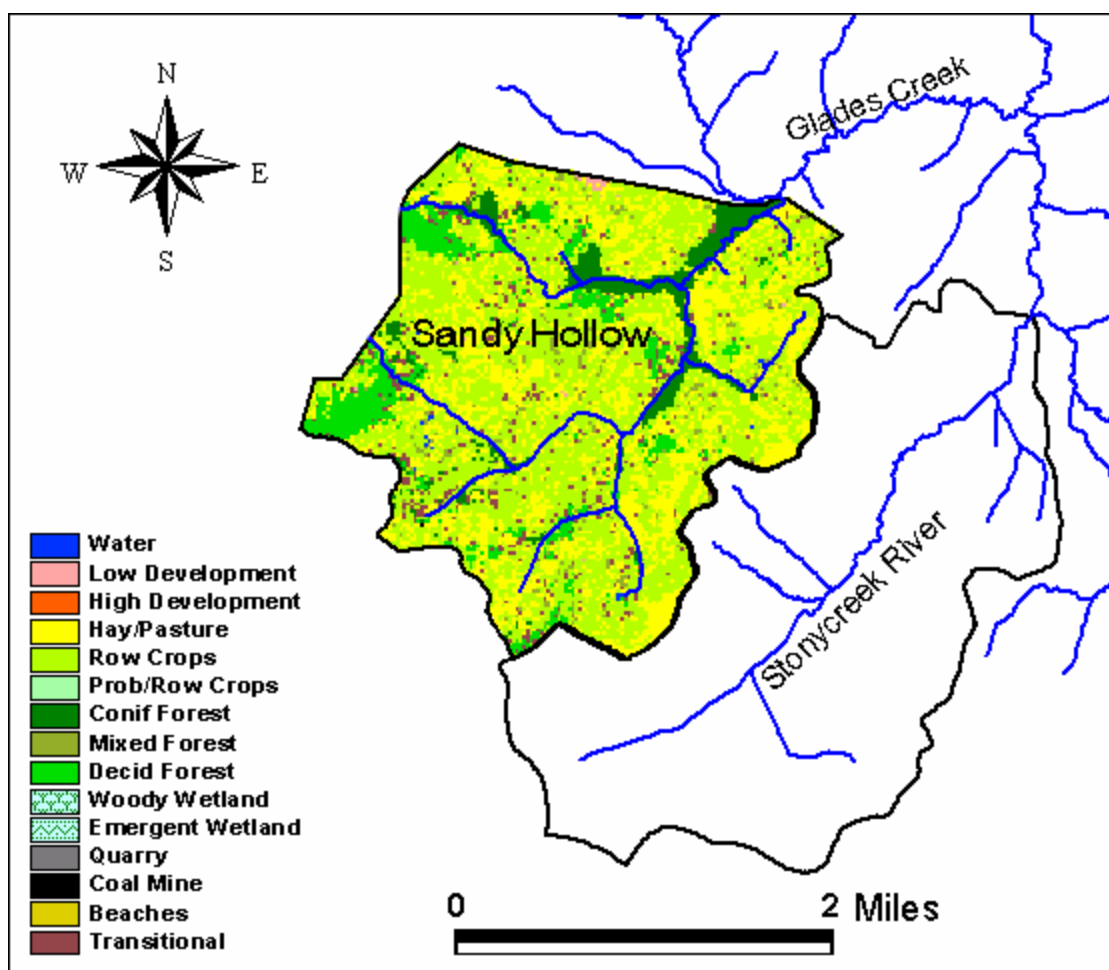 N
W E
S
Glades Creek
Sandy Hollow
Stonycreek River
Water
Low Development
High Development
Hay/Pasture
Row Crops
Prob/Row Crops
Conif Forest
Mixed Forest
Decid Forest
Woody Wetland
Emergent Wetland
Quarry
Coal Mine
Beaches
Transitional
0 2 Miles